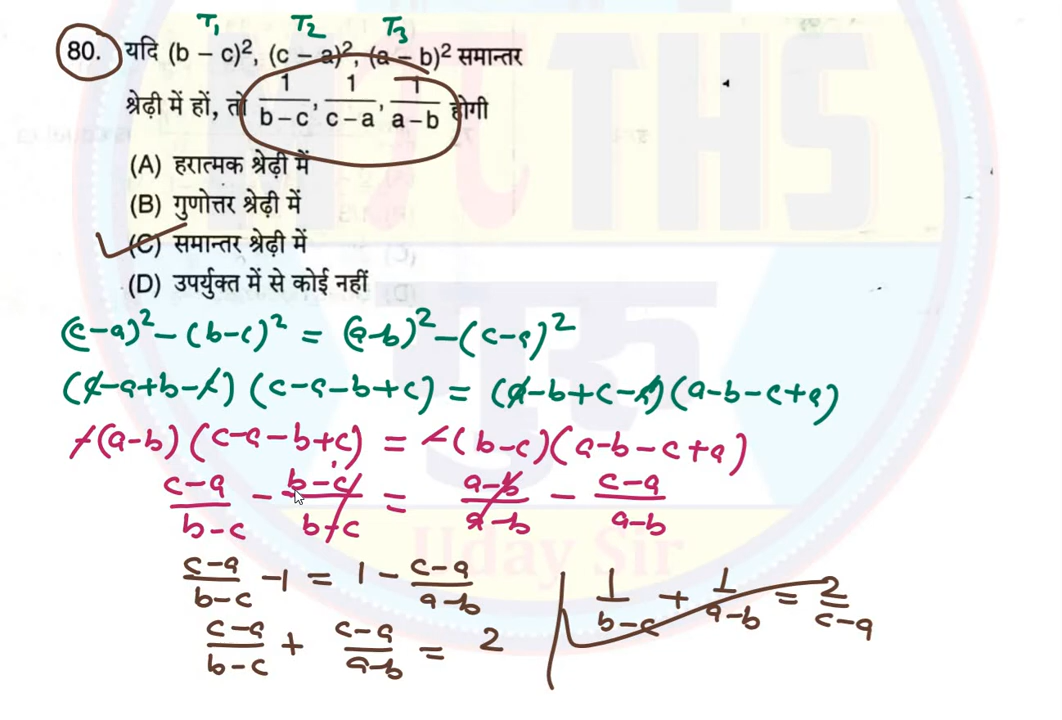 T₁ T₂ T₃
80. यदि (b – c)², (c – a)², (a – b)² समान्तर
श्रेढ़ी में हों, तो 1/(b–c), 1/(c–a), 1/(a–b) होगी
(A) हरात्मक श्रेढ़ी में
(B) गुणोत्तर श्रेढ़ी में
(C) समान्तर श्रेढ़ी में
(D) उपर्युक्त में से कोई नहीं
(c–a)² – (b–c)² = (a–b)² – (c–a)²
(c–a+b–c) (c–a–b+c) = (a–b+c–a) (a–b–c+a)
–(a–b) (c–a–b+c) = –(b–c) (a–b–c+a)
(c–a)/(b–c) – (b–c)/(b–c) = (a–b)/(a–b) – (c–a)/(a–b)
(c–a)/(b–c) – 1 = 1 – (c–a)/(a–b)
(c–a)/(b–c) + (c–a)/(a–b) = 2
1/(b–c) + 1/(a–b) = 2/(c–a)
MATHS
गुरु
Uday Sir